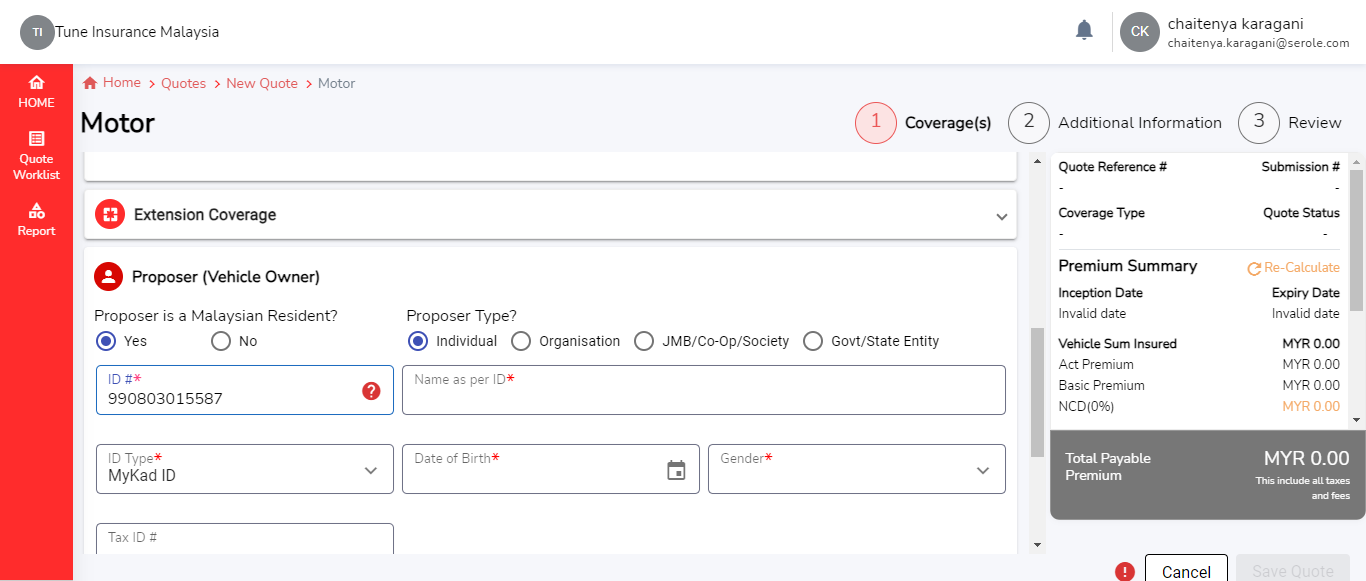 TI Tune Insurance Malaysia
CK chaitenya karagani
chaitenya.karagani@serole.com
HOME
Quote
Worklist
Report
Home > Quotes > New Quote > Motor
Motor
1 Coverage(s) 2 Additional Information 3 Review
Extension Coverage
Proposer (Vehicle Owner)
Proposer is a Malaysian Resident?
Yes No
Proposer Type?
Individual Organisation JMB/Co-Op/Society Govt/State Entity
ID #*
990803015587
?
Name as per ID*
ID Type*
MyKad ID
Date of Birth*
Gender*
Tax ID #
Quote Reference # Submission #
- -
Coverage Type Quote Status
- -
Premium Summary Re-Calculate
Inception Date Expiry Date
Invalid date Invalid date
Vehicle Sum Insured MYR 0.00
Act Premium MYR 0.00
Basic Premium MYR 0.00
NCD(0%) MYR 0.00
Total Payable
Premium
MYR 0.00
This include all taxes
and fees
! Cancel Save Quote